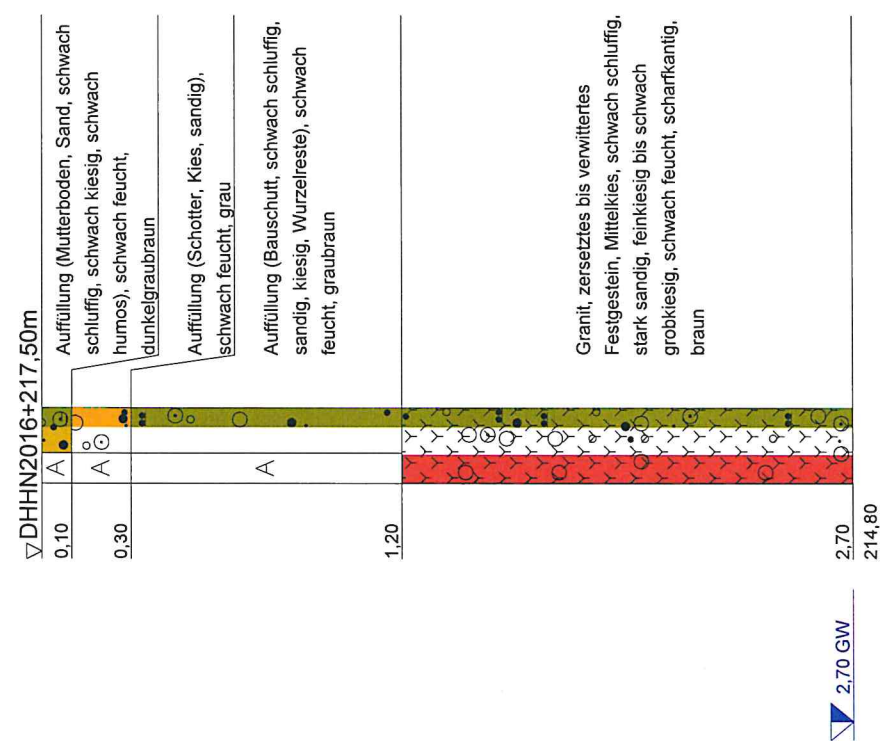 ▽DHHN2016+217,50m
0,10
A
Auffüllung (Mutterboden, Sand, schwach
schluffig, schwach kiesig, schwach
humos), schwach feucht,
dunkelgraubraun
0,30
A
Auffüllung (Schotter, Kies, sandig),
schwach feucht, grau
1,20
A
Auffüllung (Bauschutt, schwach schluffig,
sandig, kiesig, Wurzelreste), schwach
feucht, graubraun
2,70
214,80
Granit, zersetztes bis verwittertes
Festgestein, Mittelkies, schwach schluffig,
stark sandig, feinkiesig bis schwach
grobkiesig, schwach feucht, scharfkantig,
braun
2,70 GW